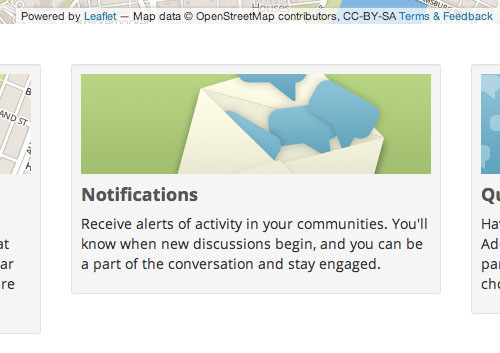 Houses
Powered by Leaflet — Map data © OpenStreetMap contributors, CC-BY-SA Terms & Feedback
AND ST
Notifications
Receive alerts of activity in your communities. You'll
know when new discussions begin, and you can be
a part of the conversation and stay engaged.
at
ar
re
Qu
Hav
Ad
par
cho